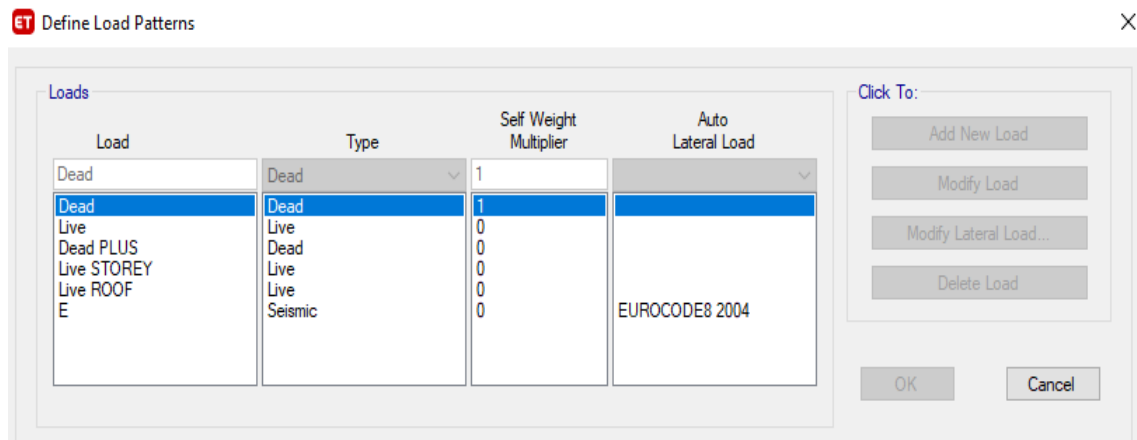 ET Define Load Patterns X
Loads
Click To:
Load Type Self Weight Multiplier Auto Lateral Load
Dead Dead 1
Dead Dead 1
Live Live 0
Dead PLUS Dead 0
Live STOREY Live 0
Live ROOF Live 0
E Seismic 0 EUROCODE8 2004
Add New Load
Modify Load
Modify Lateral Load...
Delete Load
OK Cancel